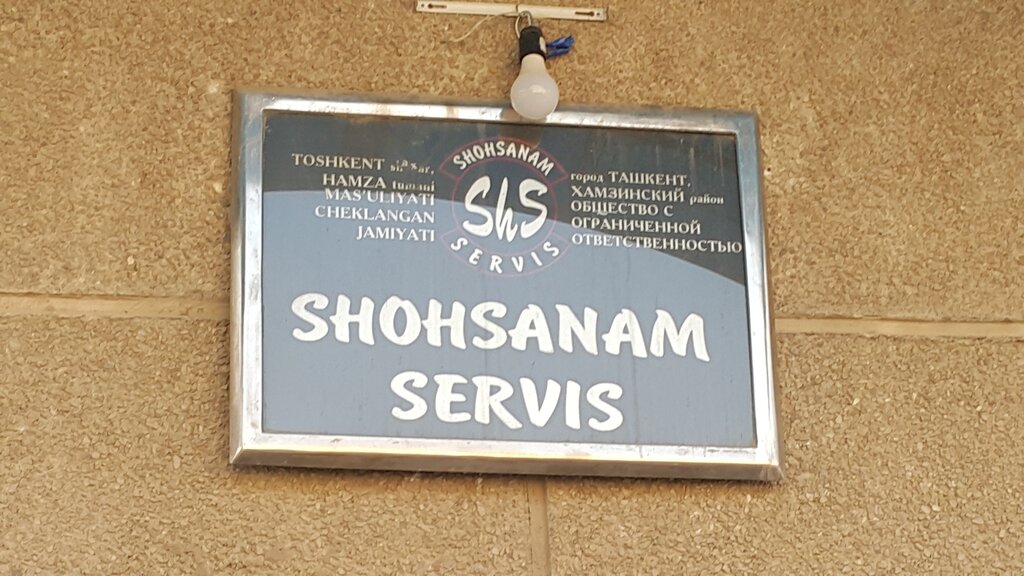 TOSHKENT shahar,
HAMZA tumani
MAS'ULIYATI
CHEKLANGAN
JAMIYATI
SHOHSANAM
ShS
SERVIS
город ТАШКЕНТ,
ХАМЗИНСКИЙ район
ОБЩЕСТВО С
ОГРАНИЧЕННОЙ
ОТВЕТСТВЕННОСТЬЮ
SHOHSANAM
SERVIS